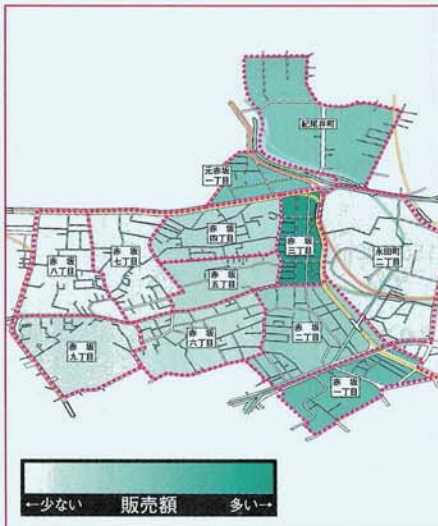 紀尾井町
元赤坂
一丁目
赤坂
四丁目
赤坂
三丁目
永田町
二丁目
赤坂
七丁目
赤坂
八丁目
赤坂
五丁目
赤坂
九丁目
赤坂
六丁目
赤坂
二丁目
赤坂
一丁目
←少ない 販売額 多い→